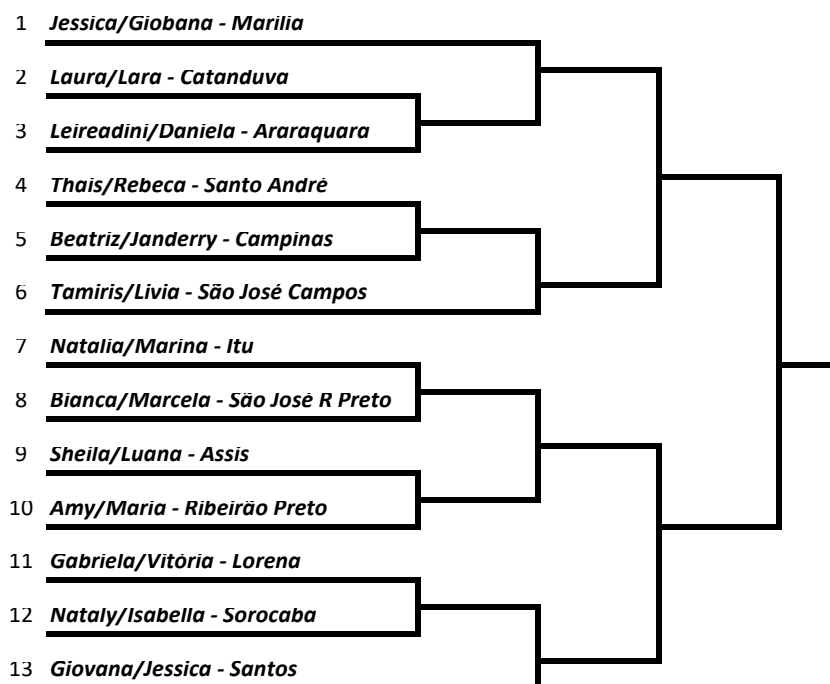 1 Jessica/Giobana - Marilia
2 Laura/Lara - Catanduva
3 Leireadini/Daniela - Araraquara
4 Thais/Rebeca - Santo André
5 Beatriz/Janderry - Campinas
6 Tamiris/Livia - São José Campos
7 Natalia/Marina - Itu
8 Bianca/Marcela - São José R Preto
9 Sheila/Luana - Assis
10 Amy/Maria - Ribeirão Preto
11 Gabriela/Vitória - Lorena
12 Nataly/Isabella - Sorocaba
13 Giovana/Jessica - Santos